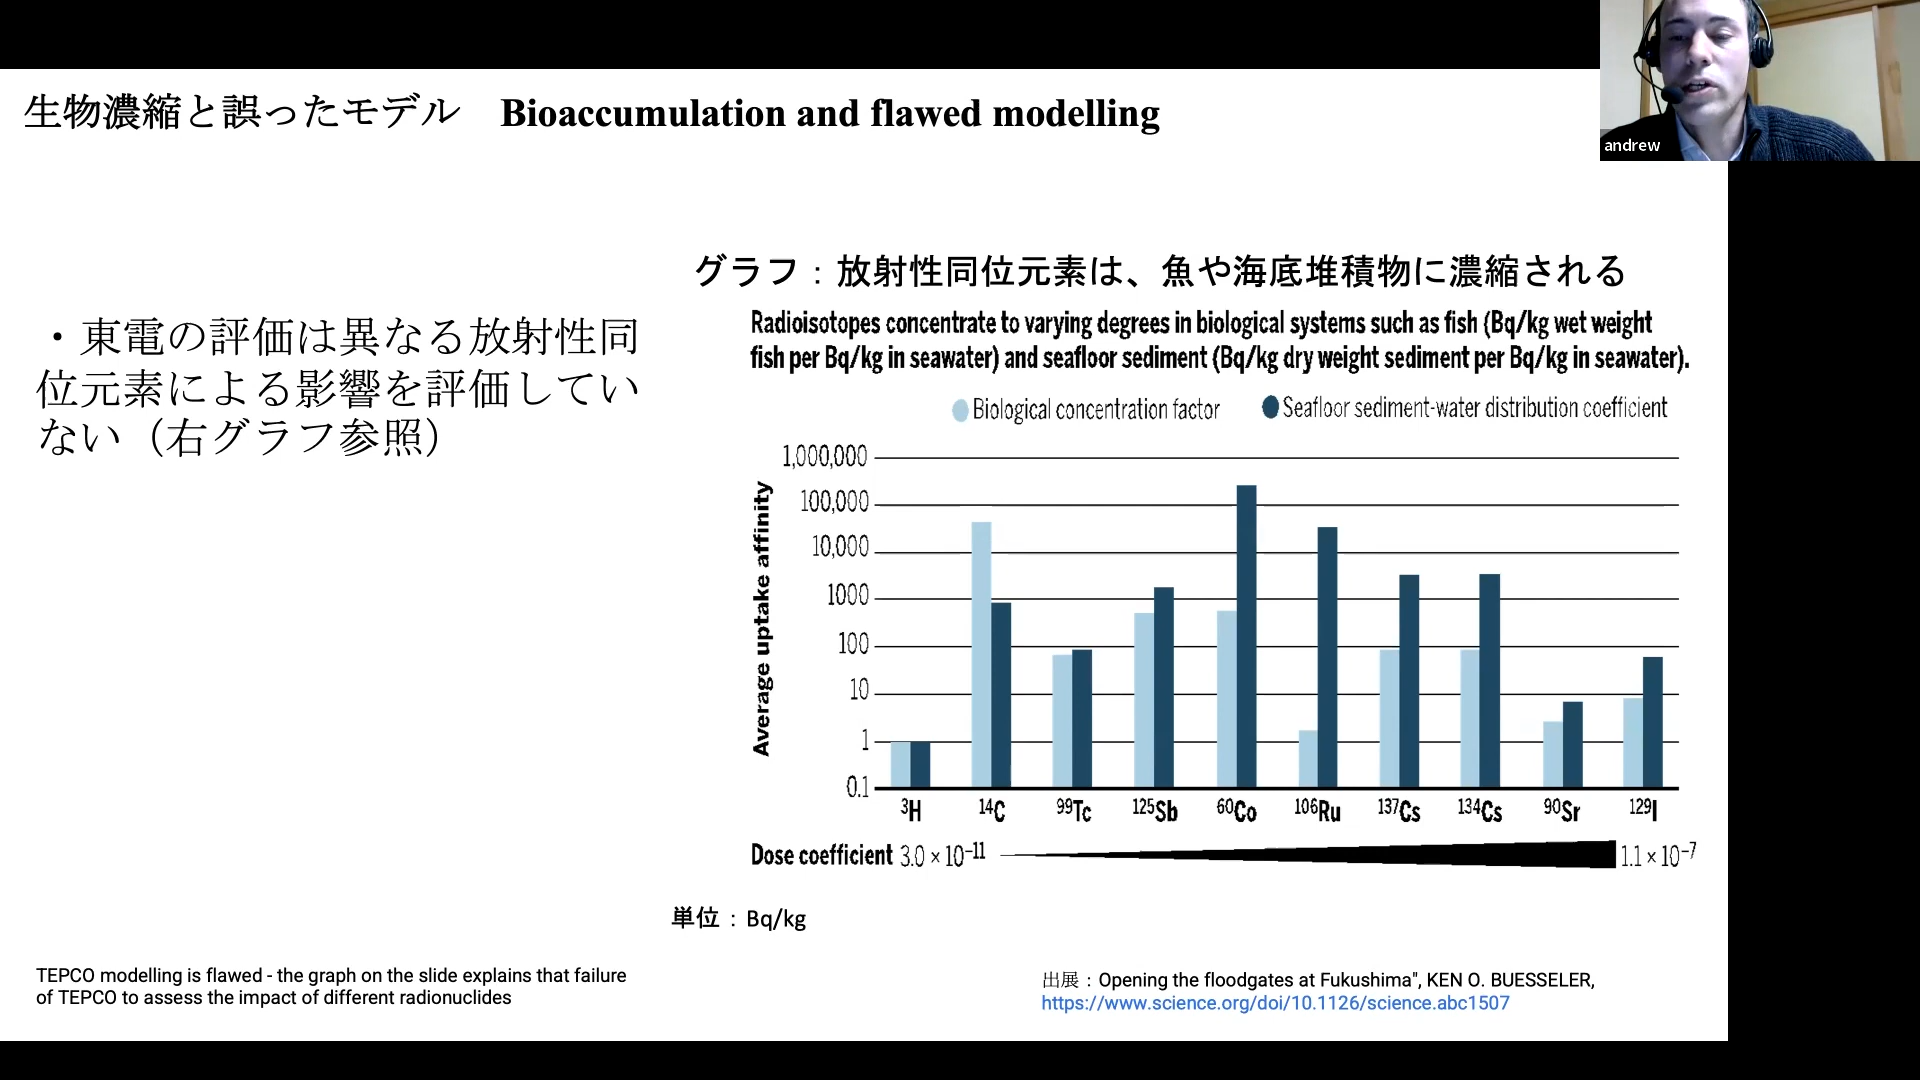 andrew
生物濃縮と誤ったモデル Bioaccumulation and flawed modelling
・東電の評価は異なる放射性同
位元素による影響を評価してい
ない（右グラフ参照）
グラフ：放射性同位元素は、魚や海底堆積物に濃縮される
Radioisotopes concentrate to varying degrees in biological systems such as fish (Bq/kg wet weight
fish per Bq/kg in seawater) and seafloor sediment (Bq/kg dry weight sediment per Bq/kg in seawater).
Biological concentration factor Seafloor sediment-water distribution coefficient
Average uptake affinity
1,000,000
100,000
10,000
1000
100
10
1
0.1
³H ¹⁴C ⁹⁹Tc ¹²⁵Sb ⁶⁰Co ¹⁰⁶Ru ¹³⁷Cs ¹³⁴Cs ⁹⁰Sr ¹²⁹I
Dose coefficient 3.0 × 10⁻¹¹ 1.1 × 10⁻⁷
単位：Bq/kg
TEPCO modelling is flawed - the graph on the slide explains that failure
of TEPCO to assess the impact of different radionuclides
出展：Opening the floodgates at Fukushima", KEN O. BUESSELER,
https://www.science.org/doi/10.1126/science.abc1507